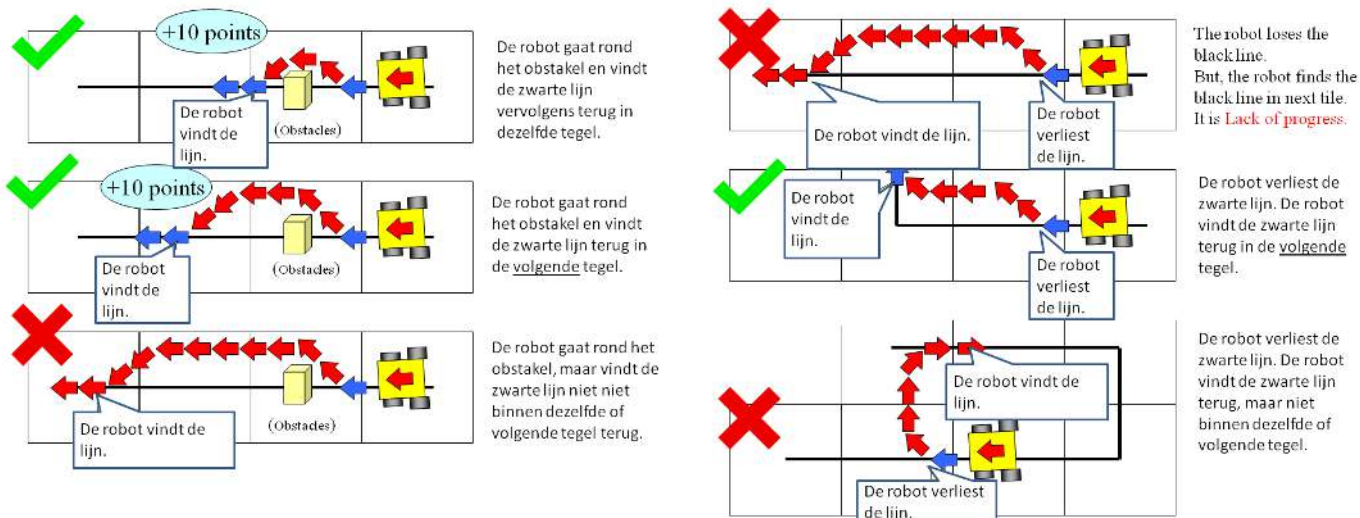 +10 points
De robot vindt de
lijn.
(Obstacles)
De robot gaat rond
het obstakel en vindt
de zwarte lijn
vervolgens terug in
dezelfde tegel.
+10 points
De robot
vindt de
lijn.
(Obstacles)
De robot gaat rond
het obstakel en vindt
de zwarte lijn terug in
de volgende tegel.
De robot vindt de
lijn.
(Obstacles)
De robot gaat rond het
obstakel, maar vindt de
zwarte lijn niet niet
binnen dezelfde of
volgende tegel terug.
De robot vindt de lijn.
De robot
verliest
de lijn.
The robot loses the
black line.
But, the robot finds the
black line in next tile.
It is Lack of progress.
De robot
vindt de
lijn.
De robot
verliest
de lijn.
De robot verliest de
zwarte lijn. De robot
vindt de zwarte lijn
terug in de volgende
tegel.
De robot vindt de
lijn.
De robot verliest
de lijn.
De robot verliest de
zwarte lijn. De robot
vindt de zwarte lijn
terug, maar niet
binnen dezelfde of
volgende tegel.